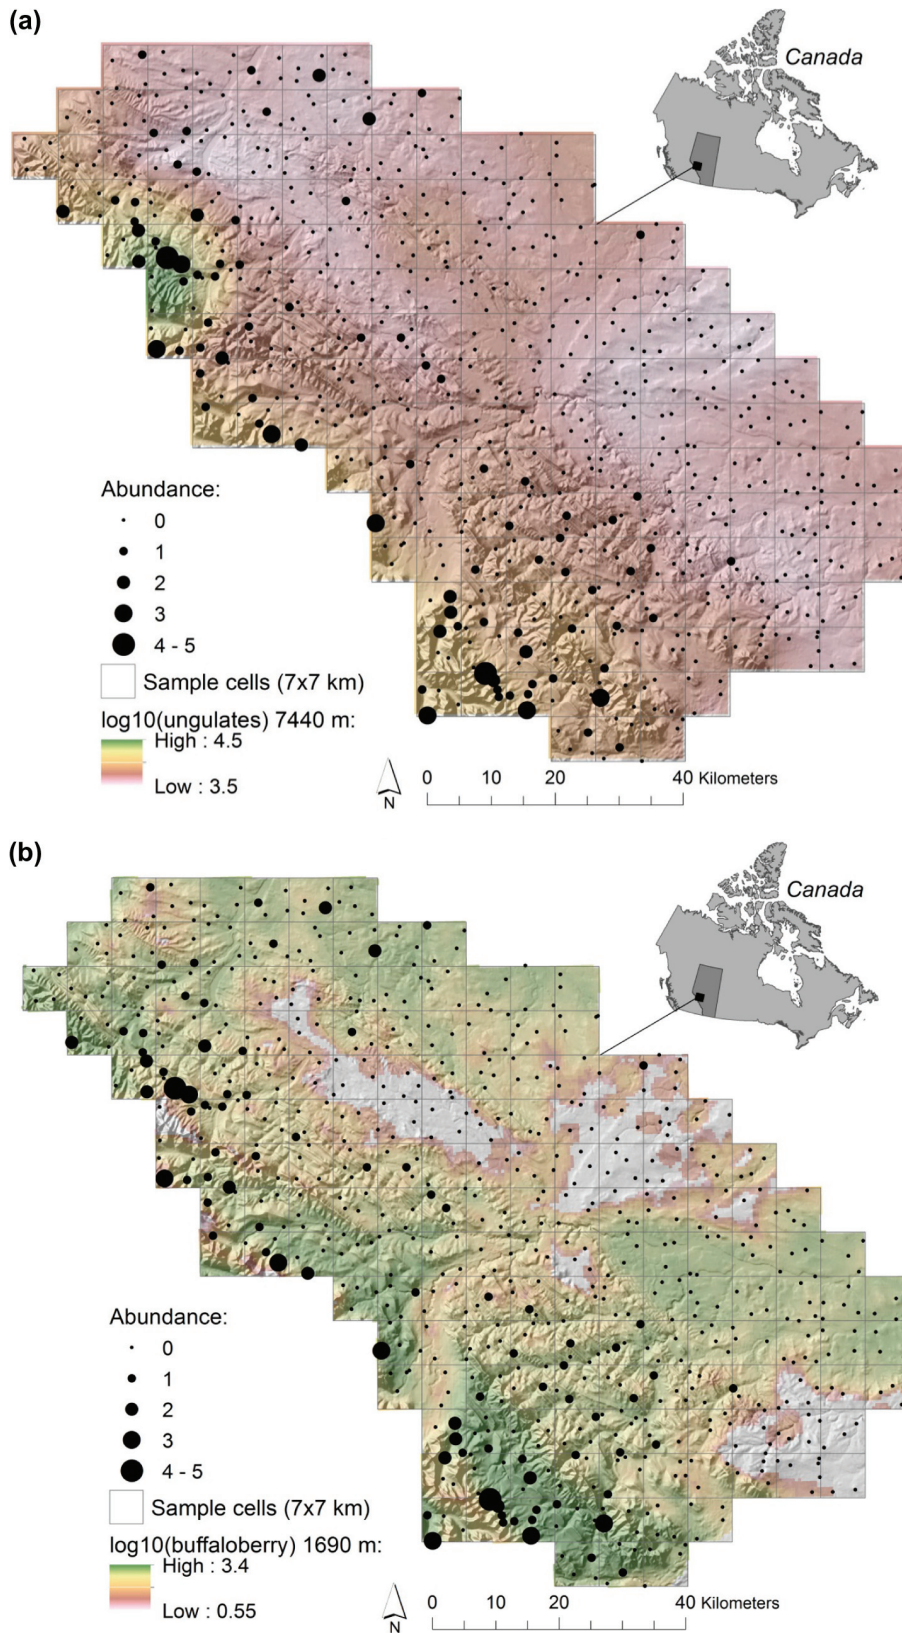 (a)
Canada
Abundance:
0
1
2
3
4 - 5
Sample cells (7x7 km)
log10(ungulates) 7440 m:
High : 4.5
Low : 3.5
N
0 10 20 40 Kilometers
(b)
Canada
Abundance:
0
1
2
3
4 - 5
Sample cells (7x7 km)
log10(buffaloberry) 1690 m:
High : 3.4
Low : 0.55
N
0 10 20 40 Kilometers